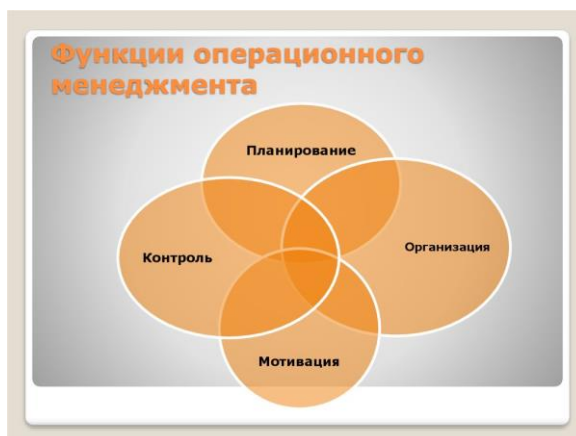 Функции операционного
менеджмента
Планирование
Организация
Контроль
Мотивация